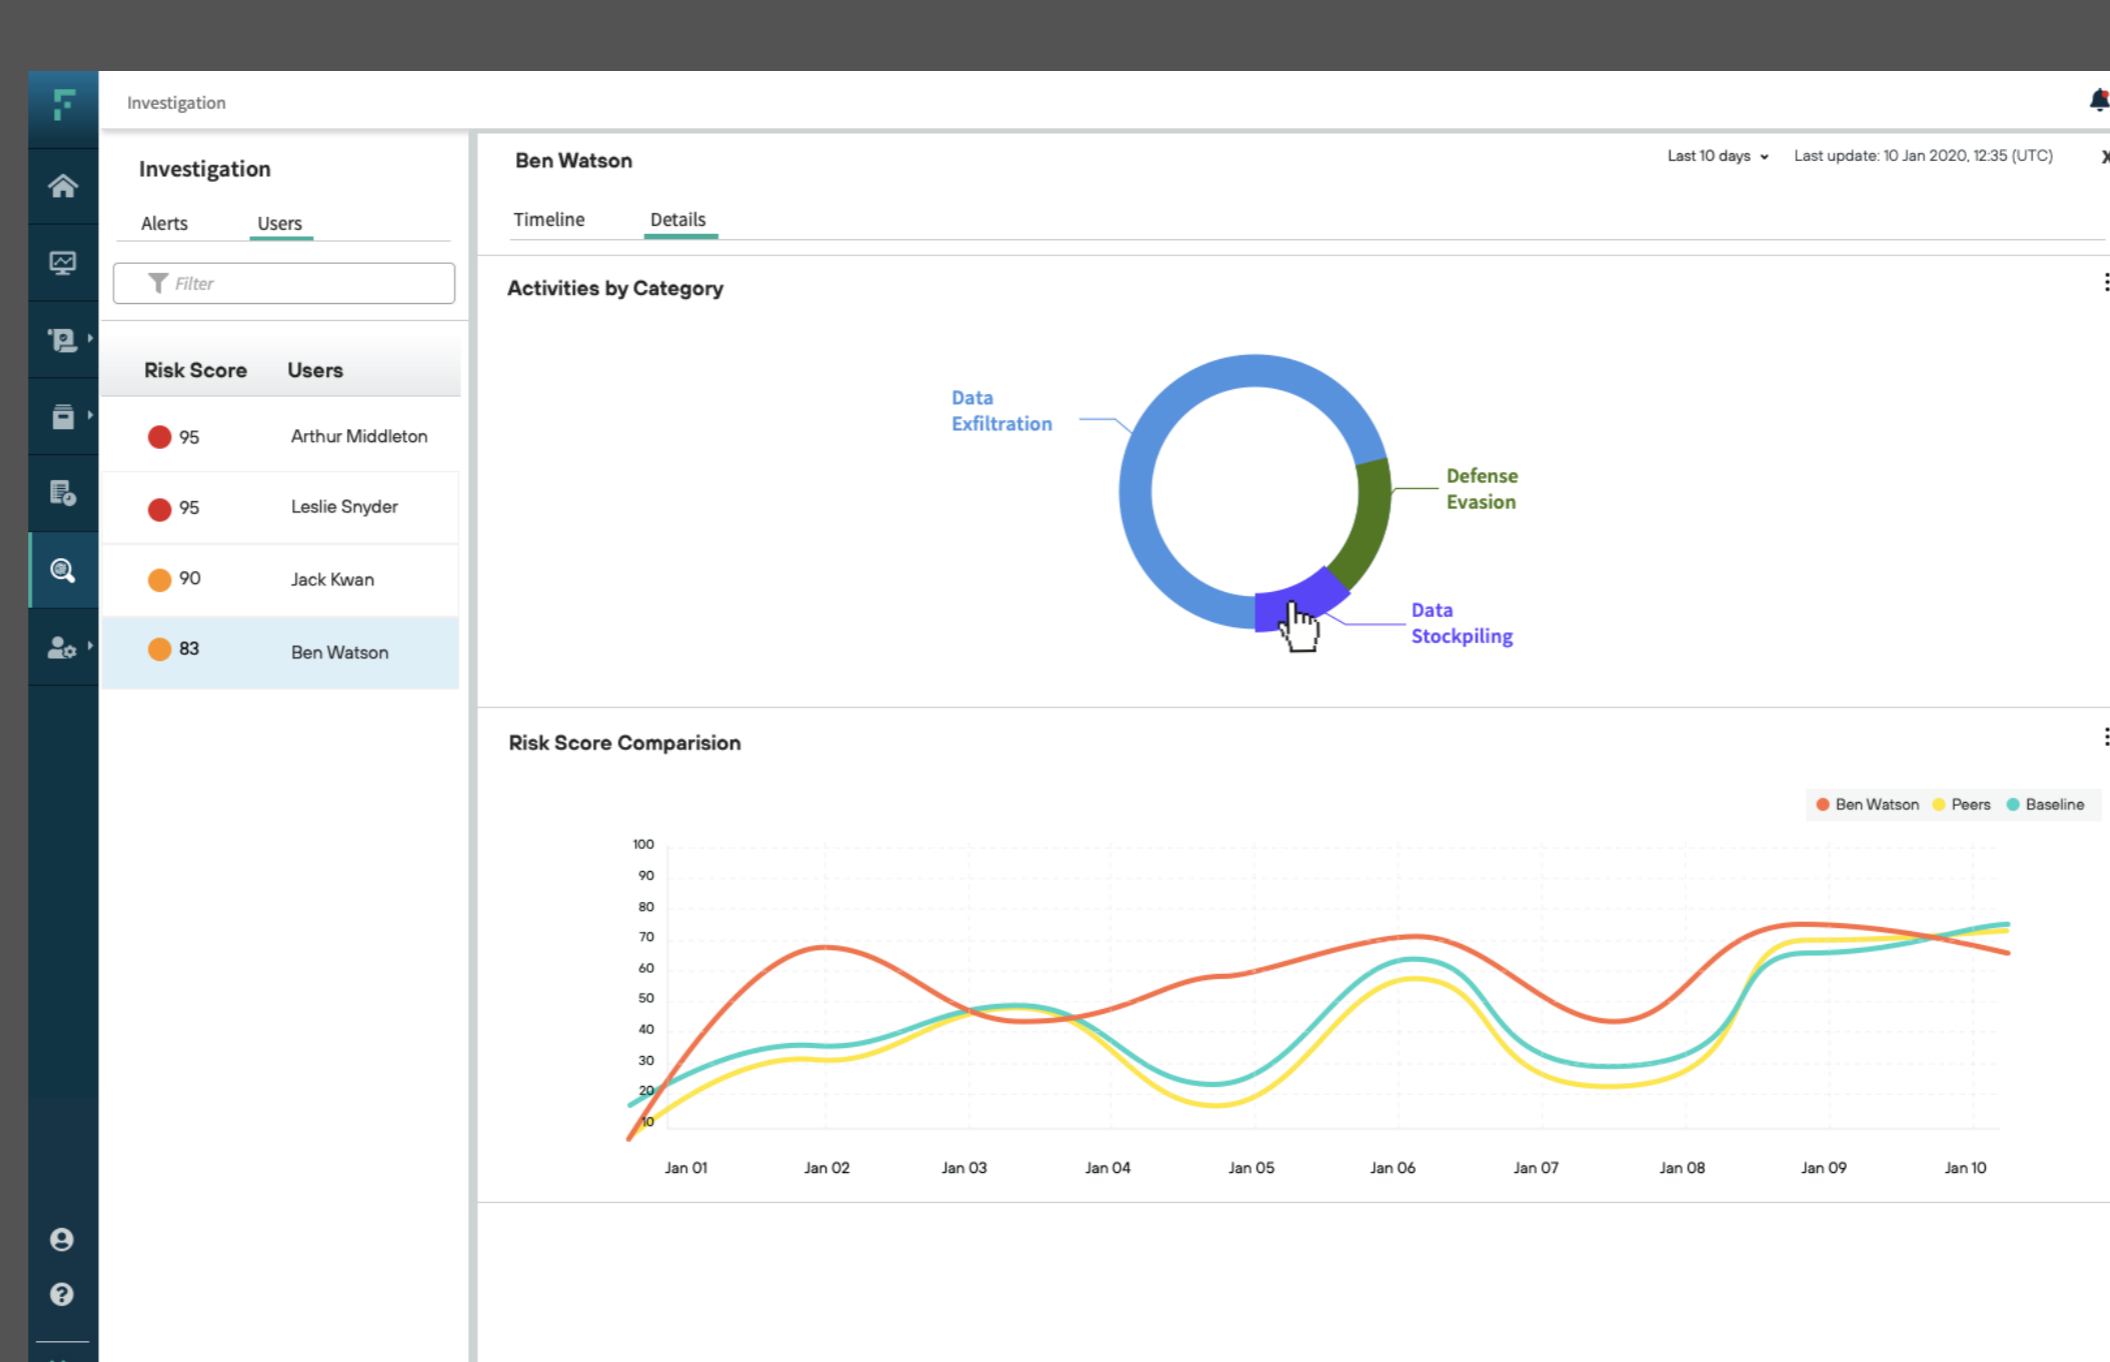 Investigation
Investigation
Alerts Users
Filter
Risk Score Users
95 Arthur Middleton
95 Leslie Snyder
90 Jack Kwan
83 Ben Watson
Ben Watson
Last 10 days Last update: 10 Jan 2020, 12:35 (UTC) X
Timeline Details
Activities by Category
Data
Exfiltration
Defense
Evasion
Data
Stockpiling
Risk Score Comparision
Ben Watson Peers Baseline
100
90
80
70
60
50
40
30
20
10
Jan 01 Jan 02 Jan 03 Jan 04 Jan 05 Jan 06 Jan 07 Jan 08 Jan 09 Jan 10